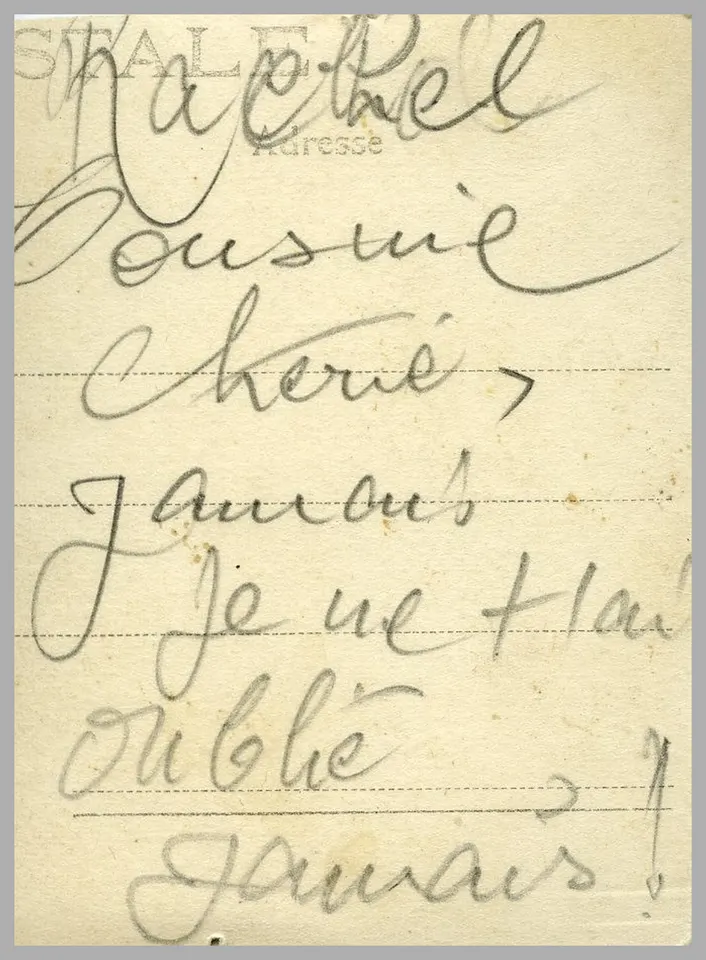 STALE
Rachel
Adresse
Cousine
Chérie,
Jamais
Je ne t'ai
oublié
Jamais !